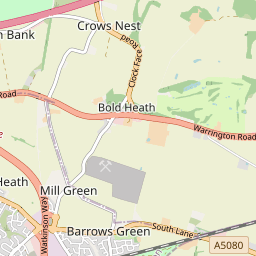 Crows Nest
n Bank
Clock Face
Road
Road
Bold Heath
Warrington Road
e
Heath
Mill Green
Watkinson Way
Barrows Green
South Lane
A5080